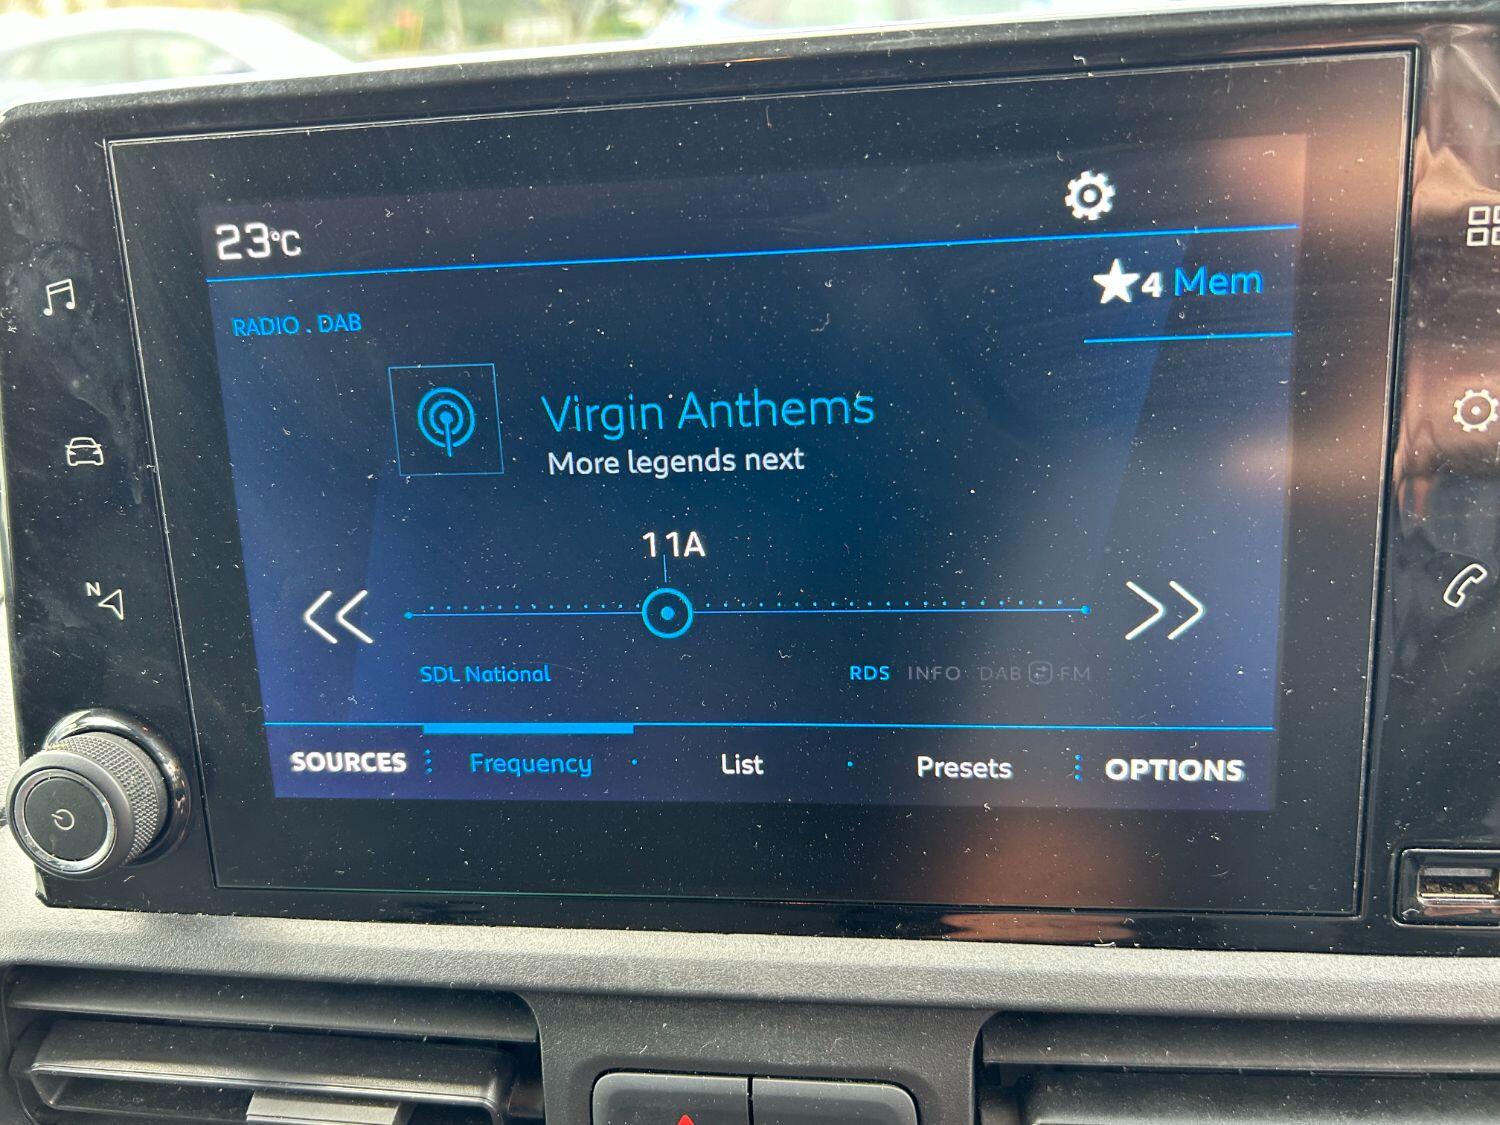 23°C
RADIO . DAB
★4 Mem
Virgin Anthems
More legends next
11A
SDL National
RDS INFO DAB FM
SOURCES Frequency List Presets OPTIONS
N